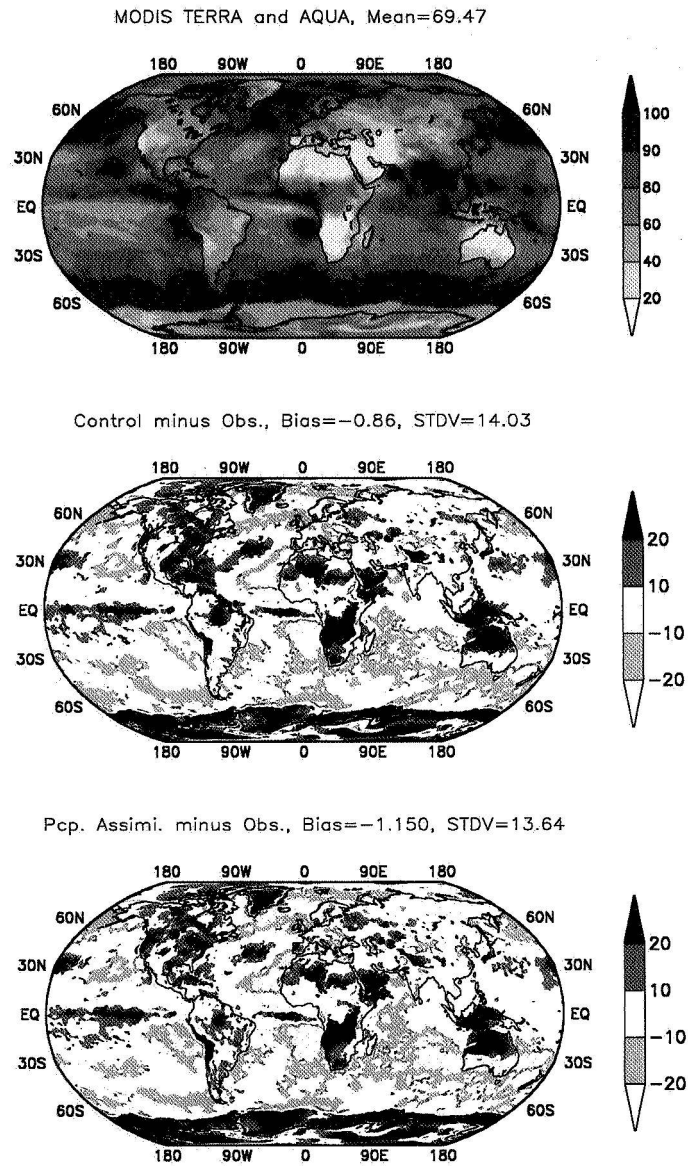 MODIS TERRA and AQUA, Mean=69.47
180 90W 0 90E 180
60N 60N
30N 30N
EQ EQ
30S 30S
60S 60S
180 90W 0 90E 180
100
90
80
60
40
20
Control minus Obs., Bias=−0.86, STDV=14.03
180 90W 0 90E 180
60N 60N
30N 30N
EQ EQ
30S 30S
60S 60S
180 90W 0 90E 180
20
10
−10
−20
Pcp. Assimi. minus Obs., Bias=−1.150, STDV=13.64
180 90W 0 90E 180
60N 60N
30N 30N
EQ EQ
30S 30S
60S 60S
180 90W 0 90E 180
20
10
−10
−20